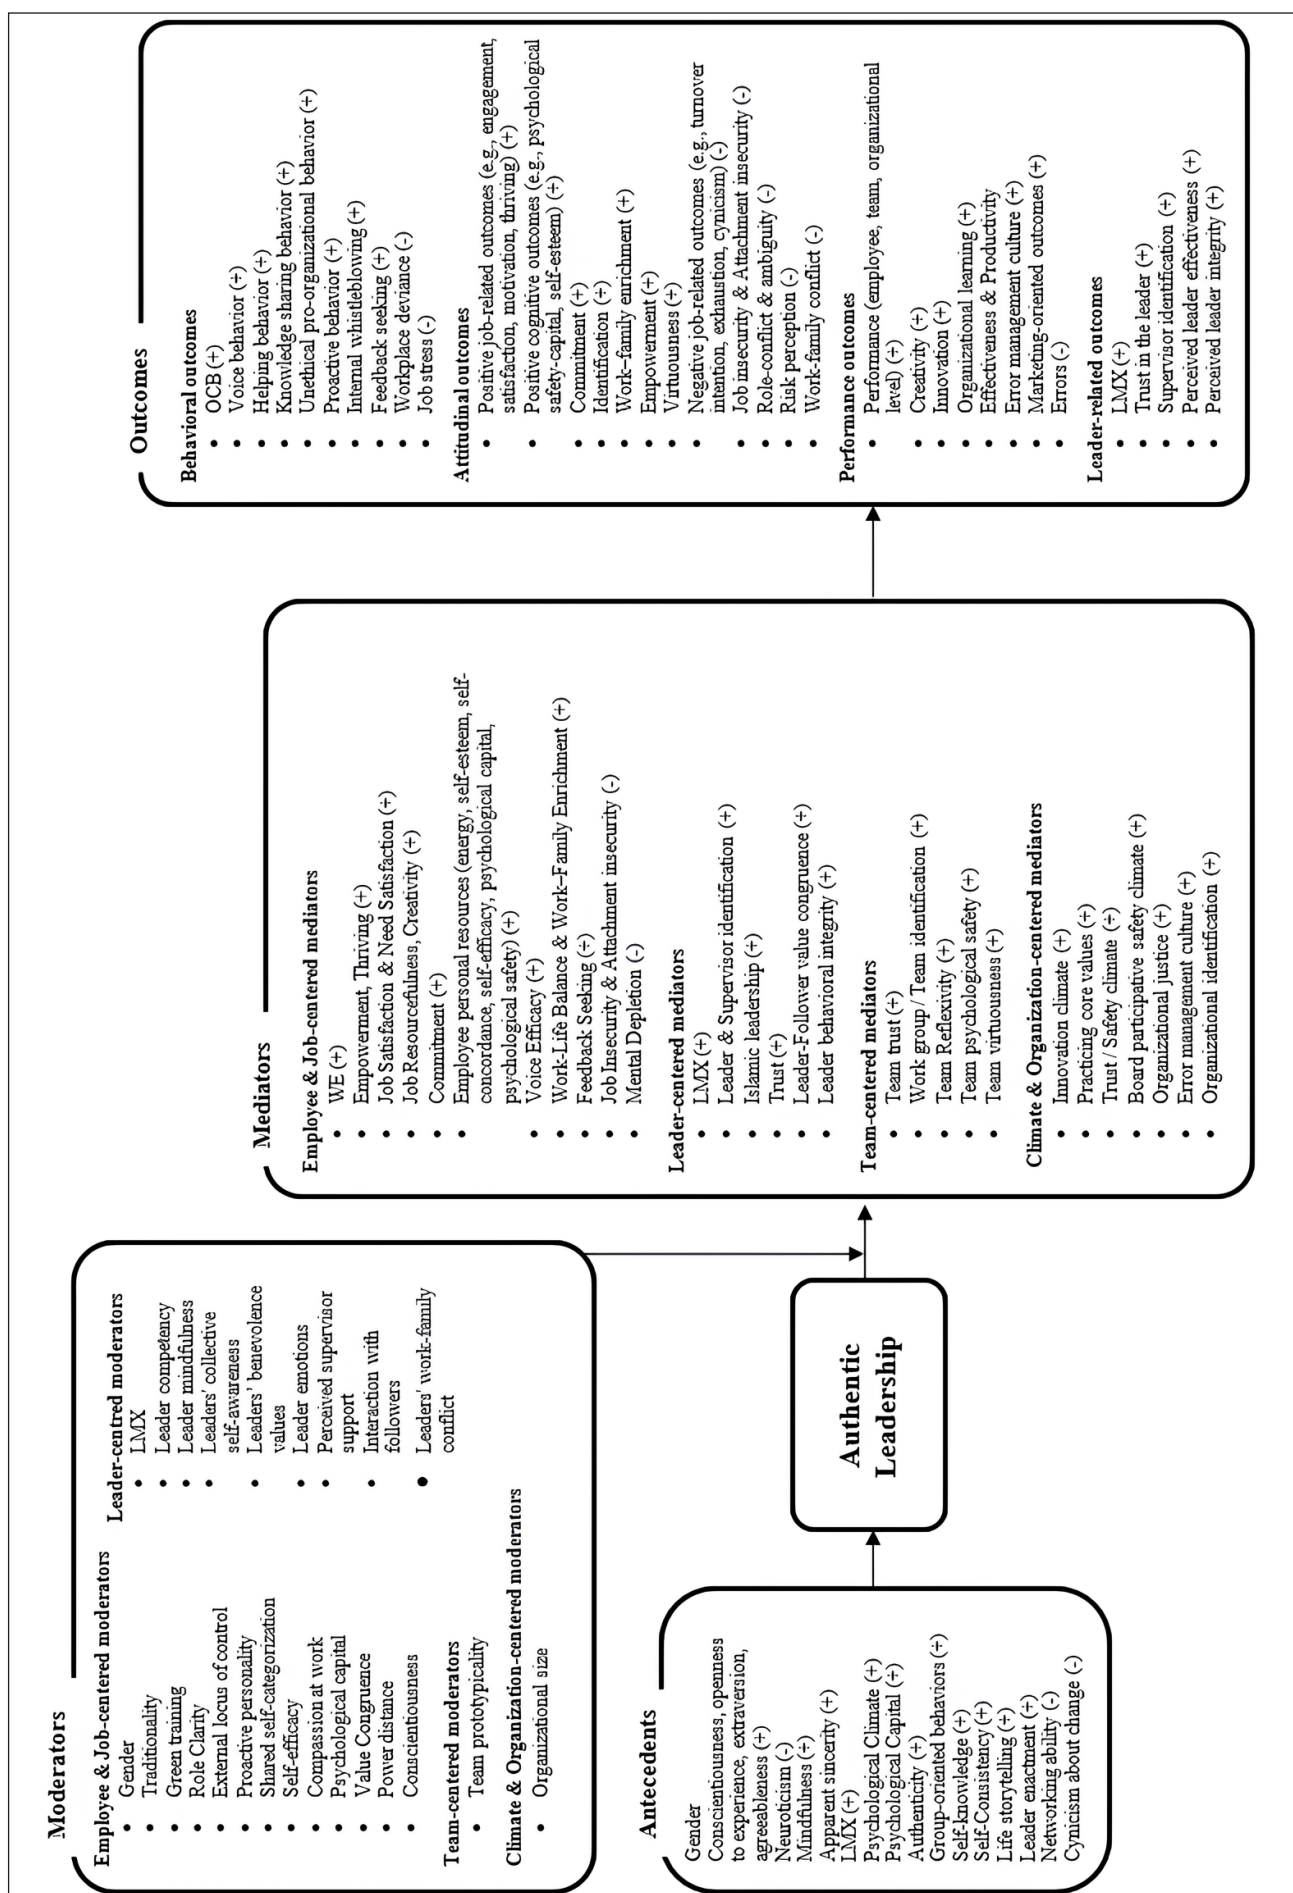 Moderators
Employee & Job-centered moderators
• Gender
• Traditionality
• Green training
• Role Clarity
• External locus of control
• Proactive personality
• Shared self-categorization
• Self-efficacy
• Compassion at work
• Psychological capital
• Value Congruence
• Power distance
• Conscientiousness
Team-centered moderators
• Team prototypicality
Climate & Organization-centered moderators
• Organizational size
Leader-centred moderators
• LMX
• Leader competency
• Leader mindfulness
• Leaders' collective
self-awareness
• Leaders' benevolence
values
• Leader emotions
• Perceived supervisor
support
• Interaction with
followers
• Leaders' work-family
conflict
Antecedents
Gender
Conscientiousness, openness
to experience, extraversion,
agreeableness (+)
Neuroticism (-)
Mindfulness (+)
Apparent sincerity (+)
LMX (+)
Psychological Climate (+)
Psychological Capital (+)
Authenticity (+)
Group-oriented behaviors (+)
Self-knowledge (+)
Self-Consistency (+)
Life storytelling (+)
Leader enactment (+)
Networking ability (-)
Cynicism about change (-)
Authentic
Leadership
Mediators
Employee & Job-centered mediators
• WE (+)
• Empowerment, Thriving (+)
• Job Satisfaction & Need Satisfaction (+)
• Job Resourcefulness, Creativity (+)
• Commitment (+)
• Employee personal resources (energy, self-esteem, self-
concordance, self-efficacy, psychological capital,
psychological safety) (+)
• Voice Efficacy (+)
• Work-Life Balance & Work–Family Enrichment (+)
• Feedback Seeking (+)
• Job Insecurity & Attachment insecurity (-)
• Mental Depletion (-)
Leader-centered mediators
• LMX (+)
• Leader & Supervisor identification (+)
• Islamic leadership (+)
• Trust (+)
• Leader-Follower value congruence (+)
• Leader behavioral integrity (+)
Team-centered mediators
• Team trust (+)
• Work group / Team identification (+)
• Team Reflexivity (+)
• Team psychological safety (+)
• Team virtuousness (+)
Climate & Organization-centered mediators
• Innovation climate (+)
• Practicing core values (+)
• Trust / Safety climate (+)
• Board participative safety climate (+)
• Organizational justice (+)
• Error management culture (+)
• Organizational identification (+)
Outcomes
Behavioral outcomes
• OCB (+)
• Voice behavior (+)
• Helping behavior (+)
• Knowledge sharing behavior (+)
• Unethical pro-organizational behavior (+)
• Proactive behavior (+)
• Internal whistleblowing (+)
• Feedback seeking (+)
• Workplace deviance (-)
• Job stress (-)
Attitudinal outcomes
• Positive job-related outcomes (e.g., engagement,
satisfaction, motivation, thriving) (+)
• Positive cognitive outcomes (e.g., psychological
safety-capital, self-esteem) (+)
• Commitment (+)
• Identification (+)
• Work–family enrichment (+)
• Empowerment (+)
• Virtuousness (+)
• Negative job-related outcomes (e.g., turnover
intention, exhaustion, cynicism) (-)
• Job insecurity & Attachment insecurity (-)
• Role-conflict & ambiguity (-)
• Risk perception (-)
• Work-family conflict (-)
Performance outcomes
• Performance (employee, team, organizational
level) (+)
• Creativity (+)
• Innovation (+)
• Organizational learning (+)
• Effectiveness & Productivity
• Error management culture (+)
• Marketing-oriented outcomes (+)
• Errors (-)
Leader-related outcomes
• LMX (+)
• Trust in the leader (+)
• Supervisor identification (+)
• Perceived leader effectiveness (+)
• Perceived leader integrity (+)